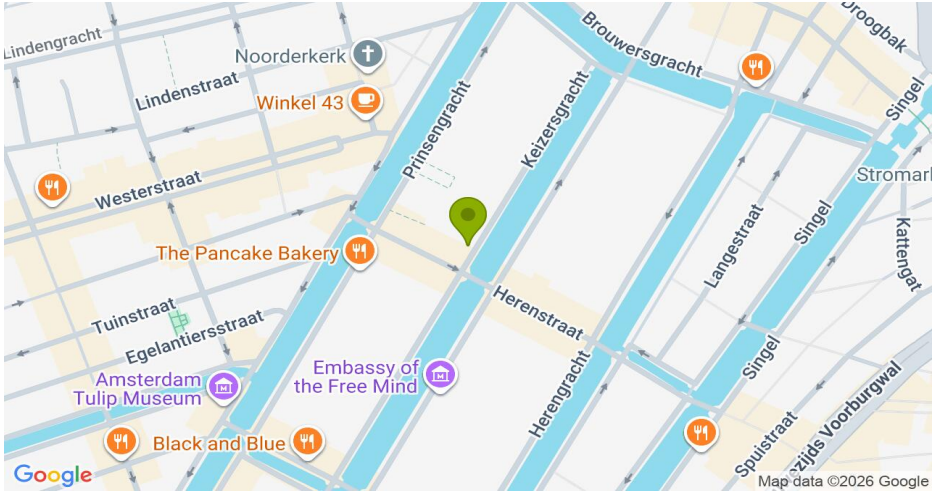 Lindengracht
Noorderkerk
Lindenstraat
Winkel 43
Brouwersgracht
Droogbak
Singel
Prinsengracht
Keizersgracht
Westerstraat
The Pancake Bakery
Langestraat
Singel
Kattengat
Tuinstraat
Egelantiersstraat
Herenstraat
Amsterdam
Tulip Museum
Embassy of
the Free Mind
Herengracht
Singel
Black and Blue
Spuistraat
Google
Map data ©2026 Google